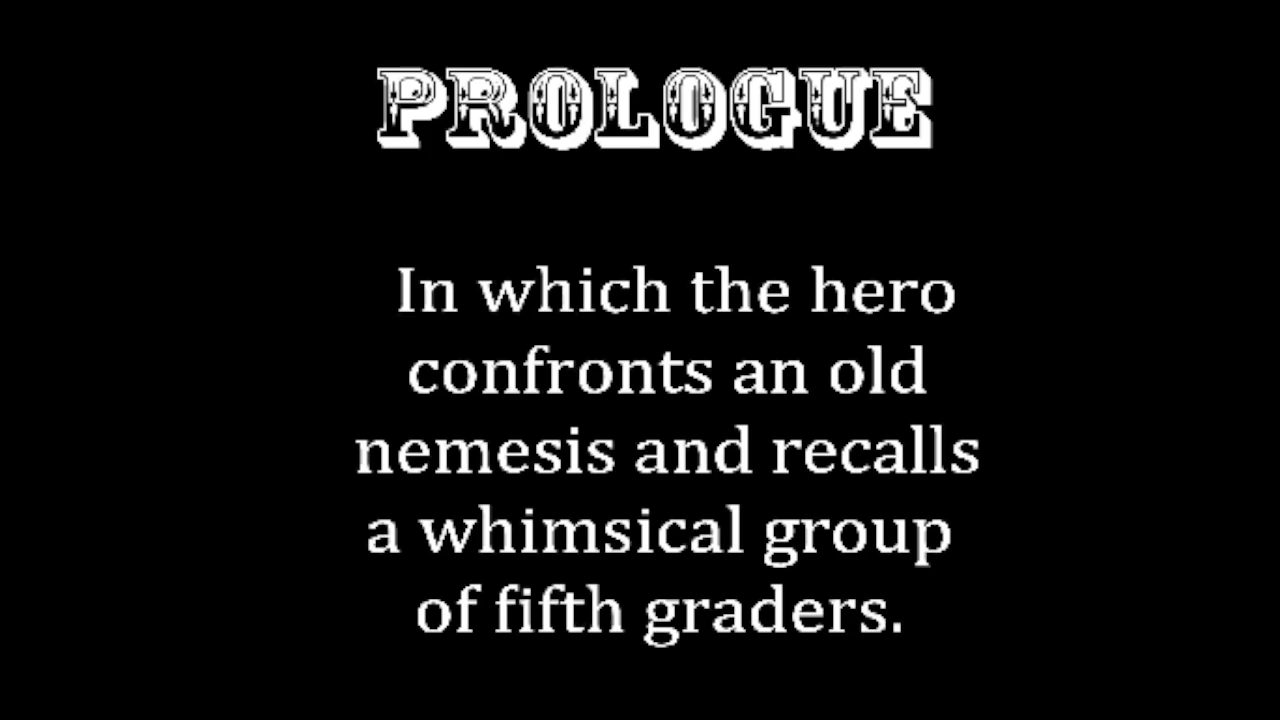 PROLOGUE
In which the hero
confronts an old
nemesis and recalls
a whimsical group
of fifth graders.